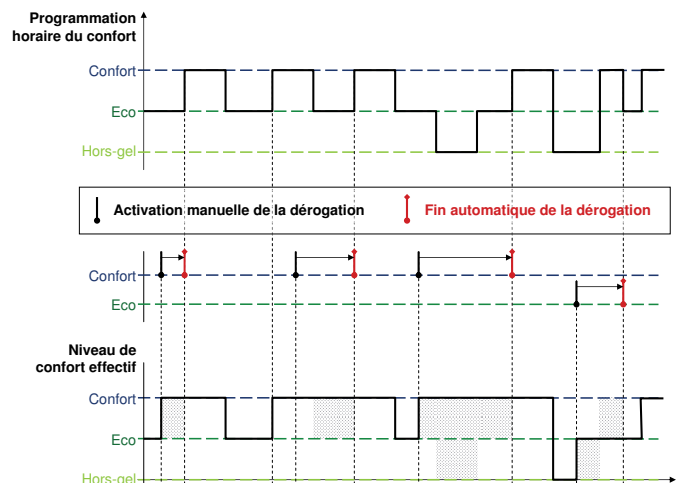 Programmation
horaire du confort
Confort
Eco
Hors-gel
Activation manuelle de la dérogation
Fin automatique de la dérogation
Confort
Eco
Niveau de
confort effectif
Confort
Eco
Hors-gel